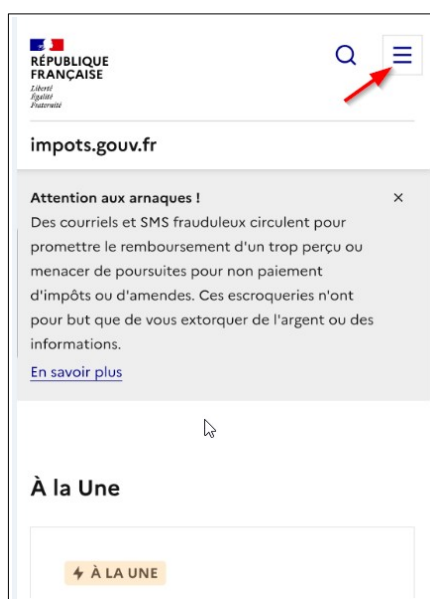 RÉPUBLIQUE
FRANÇAISE
Liberté
Égalité
Fraternité
impots.gouv.fr
Attention aux arnaques !
Des courriels et SMS frauduleux circulent pour
promettre le remboursement d'un trop perçu ou
menacer de poursuites pour non paiement
d'impôts ou d'amendes. Ces escroqueries n'ont
pour but que de vous extorquer de l'argent ou des
informations.
En savoir plus
À la Une
À LA UNE